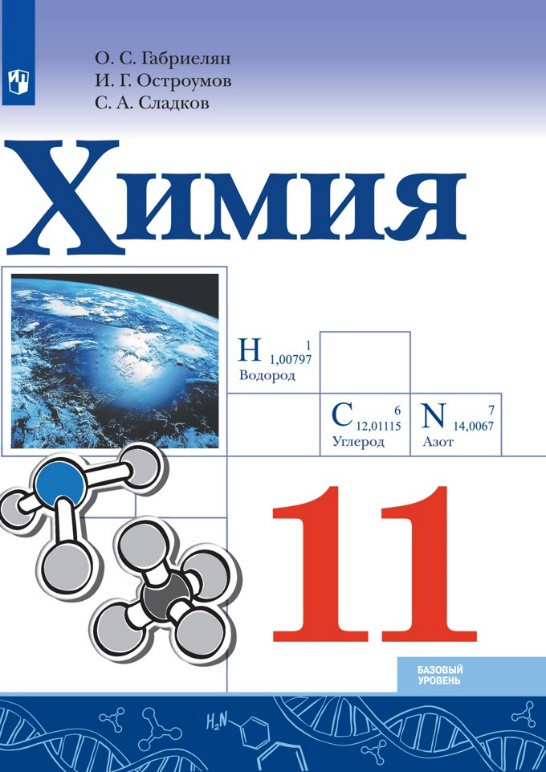 О. С. Габриелян
И. Г. Остроумов
С. А. Сладков
Химия
H 1
1,00797
Водород
C 6
12,01115
Углерод
N 7
14,0067
Азот
11
БАЗОВЫЙ
УРОВЕНЬ
H₂N